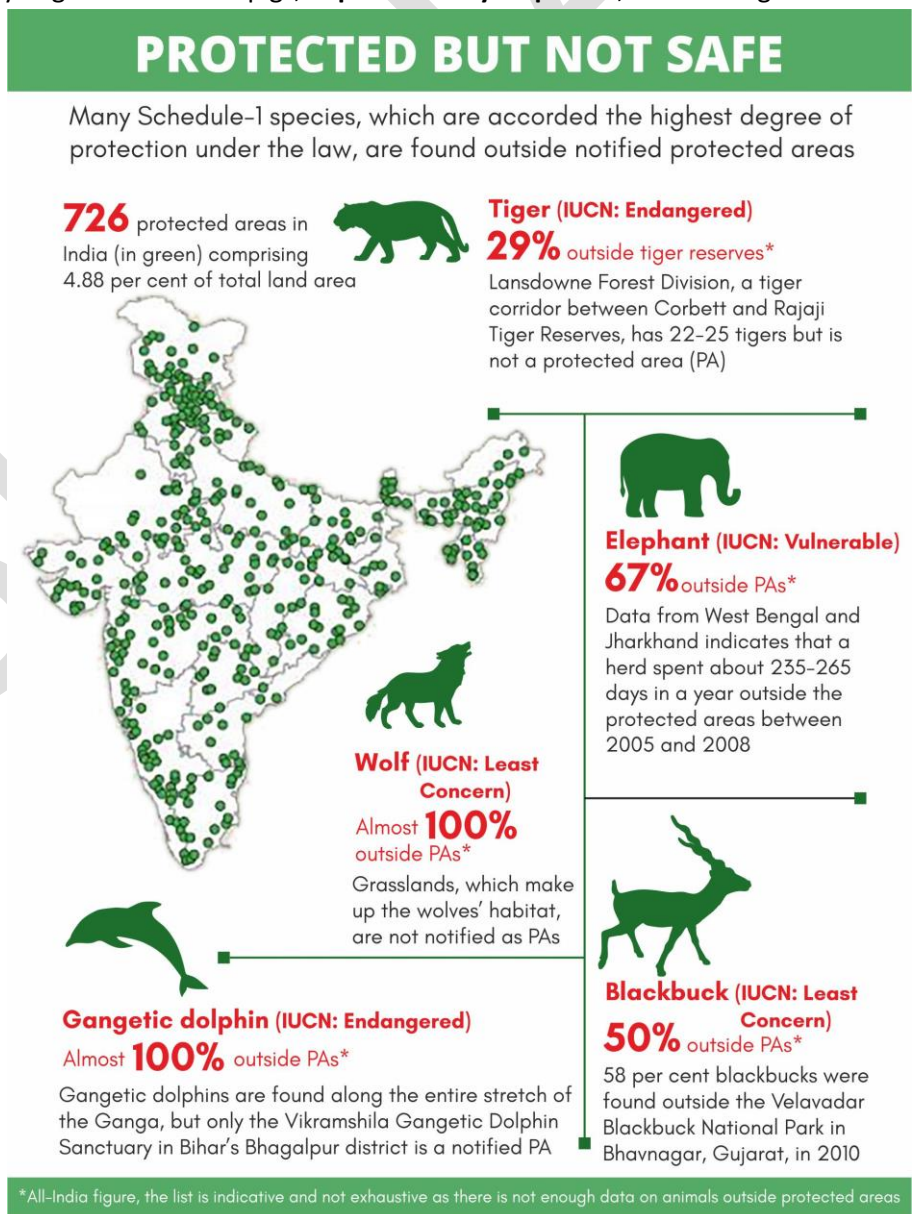 PROTECTED BUT NOT SAFE
Many Schedule-1 species, which are accorded the highest degree of
protection under the law, are found outside notified protected areas
726 protected areas in
India (in green) comprising
4.88 per cent of total land area
Tiger (IUCN: Endangered)
29% outside tiger reserves*
Lansdowne Forest Division, a tiger
corridor between Corbett and Rajaji
Tiger Reserves, has 22-25 tigers but is
not a protected area (PA)
Elephant (IUCN: Vulnerable)
67% outside PAs*
Data from West Bengal and
Jharkhand indicates that a
herd spent about 235-265
days in a year outside the
protected areas between
2005 and 2008
Wolf (IUCN: Least
Concern)
Almost 100%
outside PAs*
Grasslands, which make
up the wolves' habitat,
are not notified as PAs
Blackbuck (IUCN: Least
Concern)
50% outside PAs*
58 per cent blackbucks were
found outside the Velavadar
Blackbuck National Park in
Bhavnagar, Gujarat, in 2010
Gangetic dolphin (IUCN: Endangered)
Almost 100% outside PAs*
Gangetic dolphins are found along the entire stretch of
the Ganga, but only the Vikramshila Gangetic Dolphin
Sanctuary in Bihar's Bhagalpur district is a notified PA
*All-India figure, the list is indicative and not exhaustive as there is not enough data on animals outside protected areas